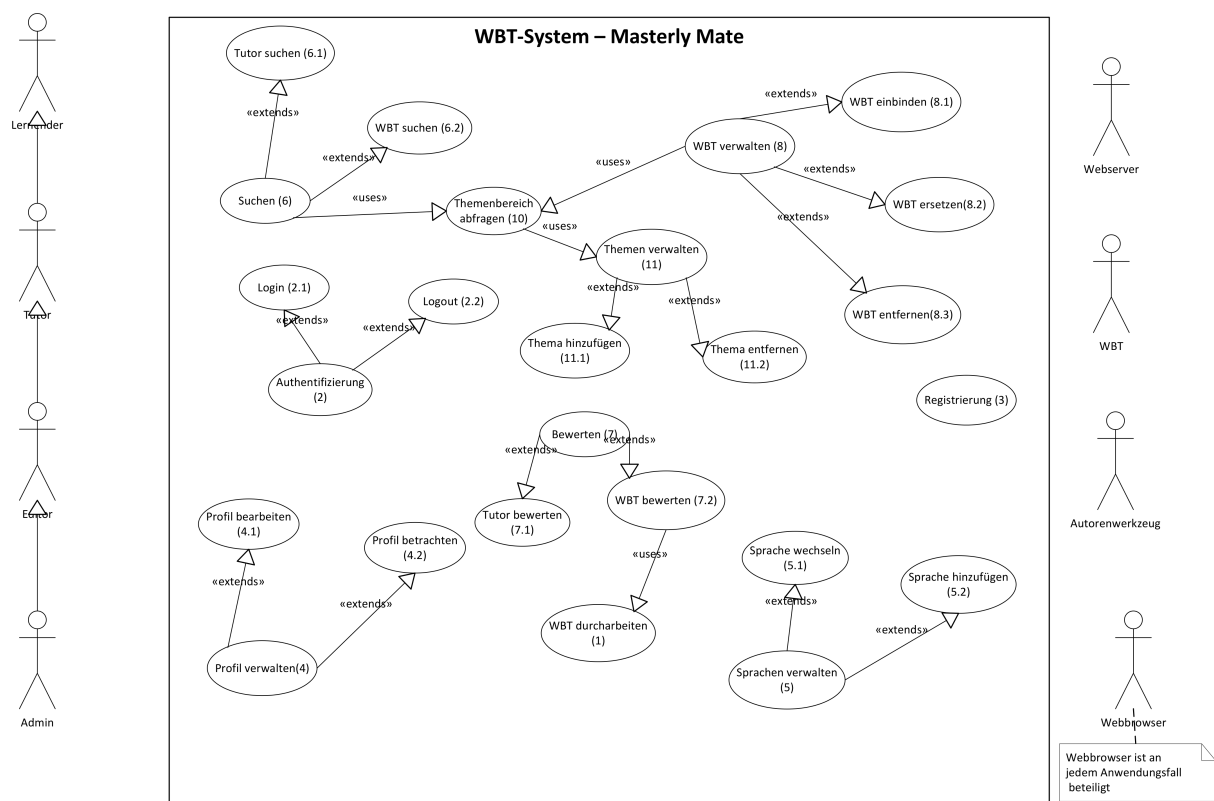 WBT-System – Masterly Mate
Tutor suchen (6.1)
«extends»
WBT suchen (6.2)
«extends»
Suchen (6)
«uses»
Themenbereich
abfragen (10)
«uses»
«uses»
WBT verwalten (8)
«extends»
WBT einbinden (8.1)
«extends»
WBT ersetzen(8.2)
«extends»
WBT entfernen(8.3)
Themen verwalten
(11)
«extends»
«extends»
Thema hinzufügen
(11.1)
Thema entfernen
(11.2)
Login (2.1)
«extends»
Logout (2.2)
«extends»
Authentifizierung
(2)
Registrierung (3)
Bewerten (7)
«extends»
«extends»
Tutor bewerten
(7.1)
WBT bewerten (7.2)
«uses»
WBT durcharbeiten
(1)
Profil bearbeiten
(4.1)
Profil betrachten
(4.2)
«extends»
«extends»
Profil verwalten(4)
Sprache wechseln
(5.1)
Sprache hinzufügen
(5.2)
«extends»
«extends»
Sprachen verwalten
(5)
Lernender
Tutor
Editor
Admin
Webserver
WBT
Autorenwerkzeug
Webbrowser
Webbrowser ist an
jedem Anwendungsfall
beteiligt